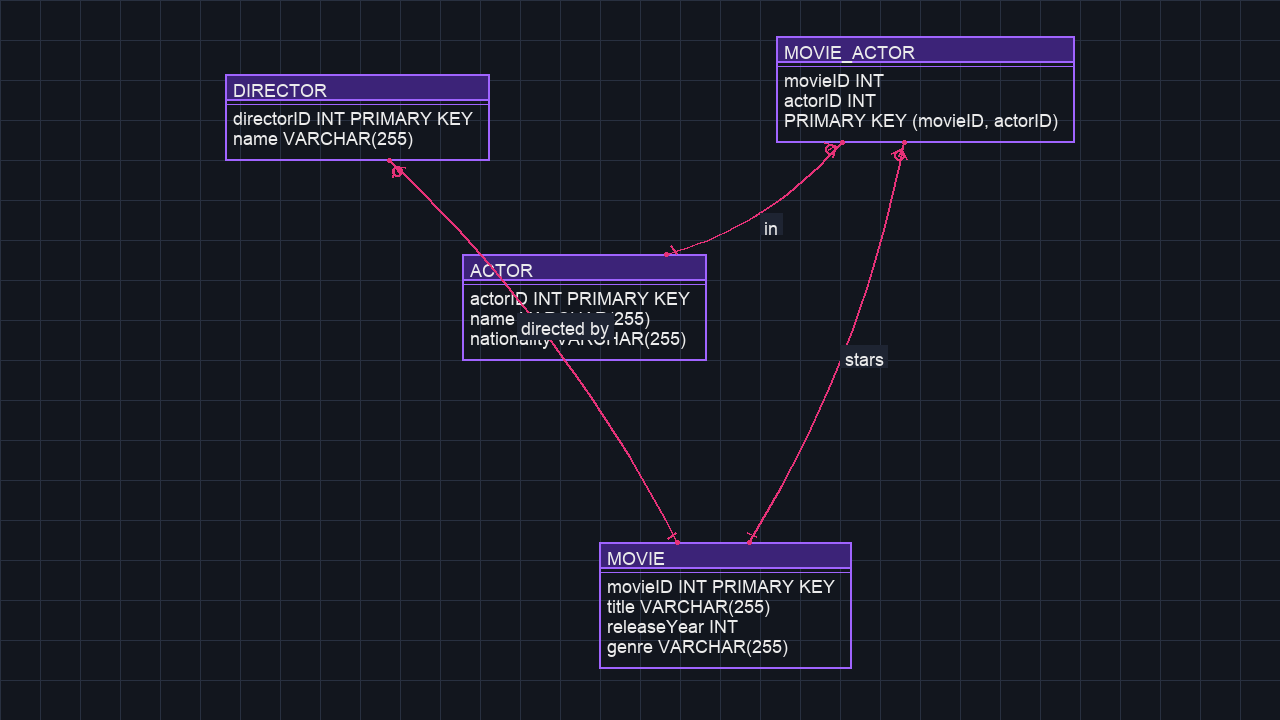 DIRECTOR
directorID INT PRIMARY KEY
name VARCHAR(255)
MOVIE_ACTOR
movieID INT
actorID INT
PRIMARY KEY (movieID, actorID)
in
ACTOR
actorID INT PRIMARY KEY
name VARCHAR(255)
nationality VARCHAR(255)
directed by
stars
MOVIE
movieID INT PRIMARY KEY
title VARCHAR(255)
releaseYear INT
genre VARCHAR(255)